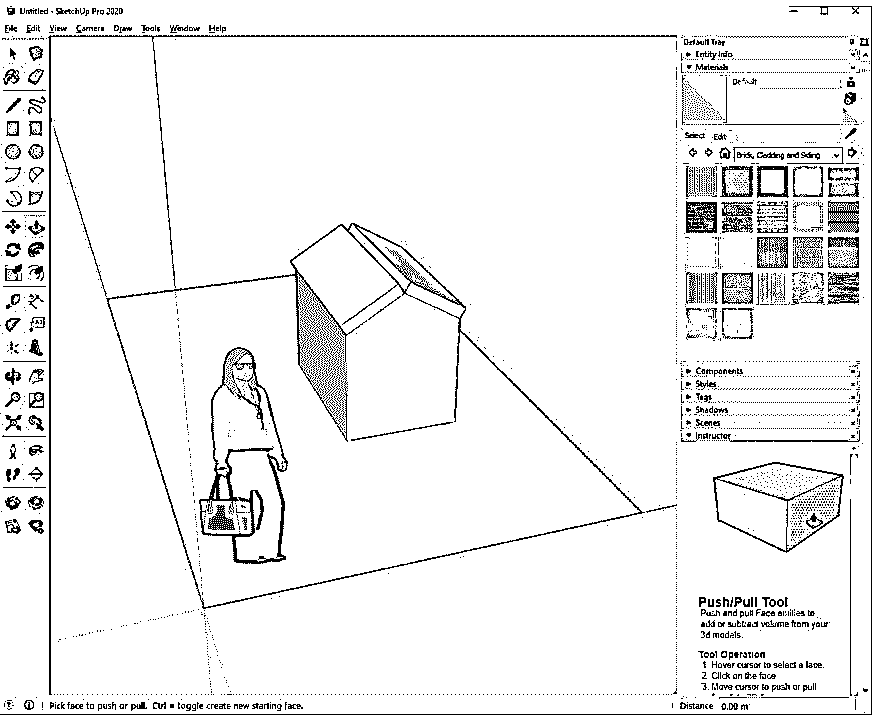 Untitled - SketchUp Pro 2020
File Edit View Camera Draw Tools Window Help
Default Tray
Entity Info
Materials
Default
Select Edit
Brick, Cladding and Siding
Components
Styles
Tags
Shadows
Scenes
Instructor
Push/Pull Tool
Push and pull Face entities to
add or subtract volume from your
3d models.
Tool Operation
1. Hover cursor to select a face.
2. Click on the face
3. Move cursor to push or pull
Pick face to push or pull. Ctrl = toggle create new starting face.
Distance 0.00 m